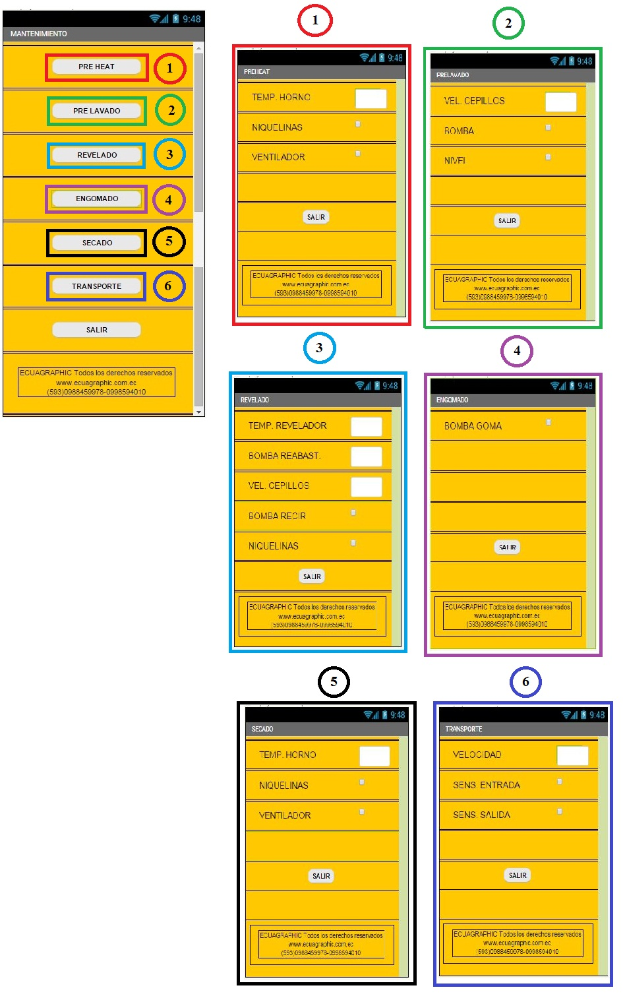 9:48
MANTENIMIENTO
PRE HEAT
1
PRE LAVADO
2
REVELADO
3
ENGOMADO
4
SECADO
5
TRANSPORTE
6
SALIR
ECUAGRAPHIC Todos los derechos reservados
www.ecuagraphic.com.ec
(593)0988459978-0998594010
1
9:48
PREHEAT
TEMP. HORNO
NIQUELINAS
VENTILADOR
SALIR
ECUAGRAPHIC Todos los derechos reservados
www.ecuagraphic.com.ec
(593)0988459978-0998594010
2
9:48
PRELAVADO
VEL. CEPILLOS
BOMBA
NIVEL
SALIR
ECUAGRAPHIC Todos los derechos reservados
www.ecuagraphic.com.ec
(593)0988459978-0998594010
3
9:48
REVELADO
TEMP. REVELADOR
BOMBA REABAST.
VEL. CEPILLOS
BOMBA RECIR
NIQUELINAS
SALIR
ECUAGRAPHIC Todos los derechos reservados
www.ecuagraphic.com.ec
(593)0988459978-0998594010
4
9:48
ENGOMADO
BOMBA GOMA
SALIR
ECUAGRAPHIC Todos los derechos reservados
www.ecuagraphic.com.ec
(593)0988459978-0998594010
5
9:48
SECADO
TEMP. HORNO
NIQUELINAS
VENTILADOR
SALIR
ECUAGRAPHIC Todos los derechos reservados
www.ecuagraphic.com.ec
(593)0988459978-0998594010
6
9:48
TRANSPORTE
VELOCIDAD
SENS. ENTRADA
SENS. SALIDA
SALIR
ECUAGRAPHIC Todos los derechos reservados
www.ecuagraphic.com.ec
(593)0988459978-0998594010